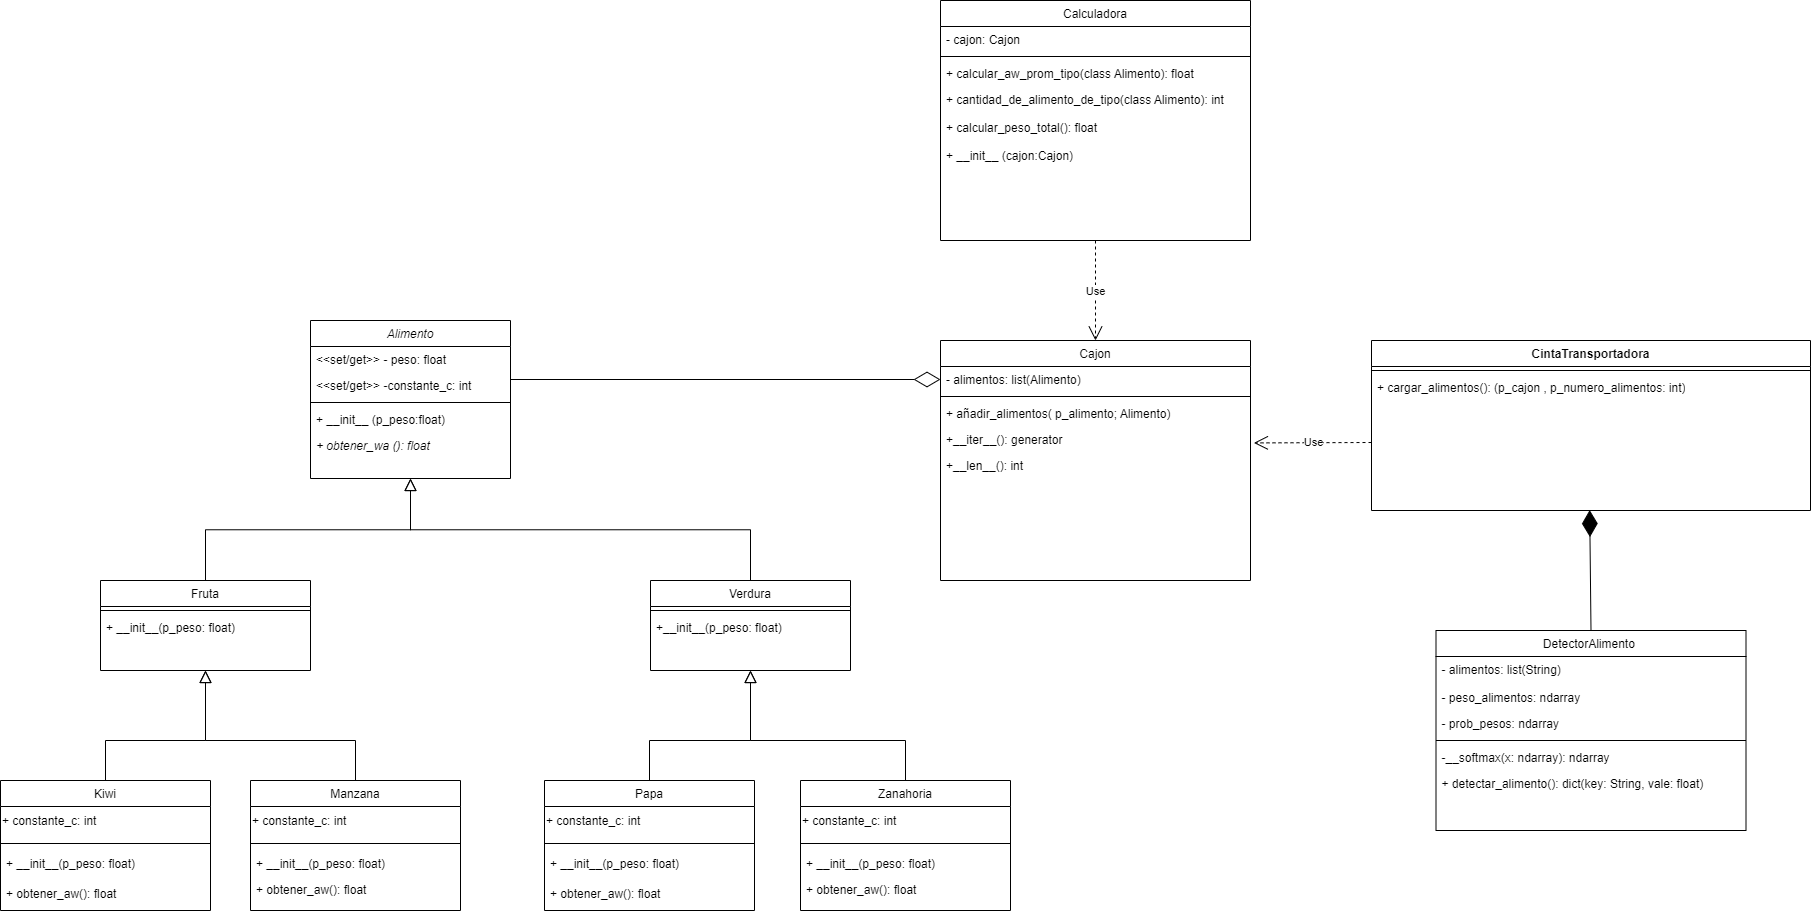 Calculadora
- cajon: Cajon
+ calcular_aw_prom_tipo(class Alimento): float
+ cantidad_de_alimento_de_tipo(class Alimento): int
+ calcular_peso_total(): float
+ __init__ (cajon:Cajon)
Use
Alimento
<<set/get>> - peso: float
<<set/get>> -constante_c: int
+ __init__ (p_peso:float)
+ obtener_wa (): float
Cajon
- alimentos: list(Alimento)
+ añadir_alimentos( p_alimento; Alimento)
+__iter__(): generator
+__len__(): int
Use
CintaTransportadora
+ cargar_alimentos(): (p_cajon , p_numero_alimentos: int)
Fruta
+ __init__(p_peso: float)
Verdura
+__init__(p_peso: float)
DetectorAlimento
- alimentos: list(String)
- peso_alimentos: ndarray
- prob_pesos: ndarray
-__softmax(x: ndarray): ndarray
+ detectar_alimento(): dict(key: String, vale: float)
Kiwi
+ constante_c: int
+ __init__(p_peso: float)
+ obtener_aw(): float
Manzana
+ constante_c: int
+ __init__(p_peso: float)
+ obtener_aw(): float
Papa
+ constante_c: int
+ __init__(p_peso: float)
+ obtener_aw(): float
Zanahoria
+ constante_c: int
+ __init__(p_peso: float)
+ obtener_aw(): float